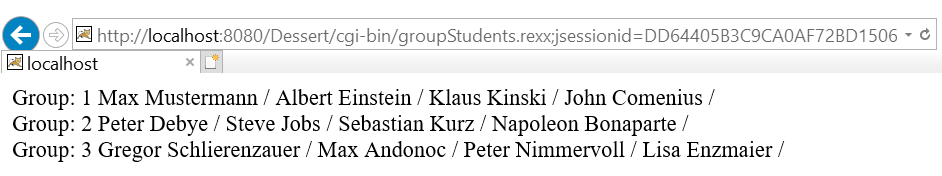 http://localhost:8080/Dessert/cgi-bin/groupStudents.rexx;jsessionid=DD64405B3C9CA0AF72BD1506
localhost
Group: 1 Max Mustermann / Albert Einstein / Klaus Kinski / John Comenius /
Group: 2 Peter Debye / Steve Jobs / Sebastian Kurz / Napoleon Bonaparte /
Group: 3 Gregor Schlierenzauer / Max Andonoc / Peter Nimmervoll / Lisa Enzmaier /